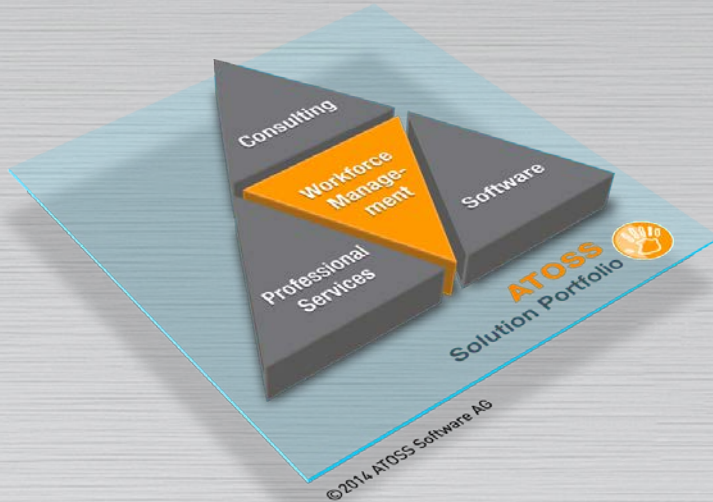 Consulting
Workforce
Manage-
ment
Software
Professional
Services
ATOSS
Solution Portfolio
©2014 ATOSS Software AG